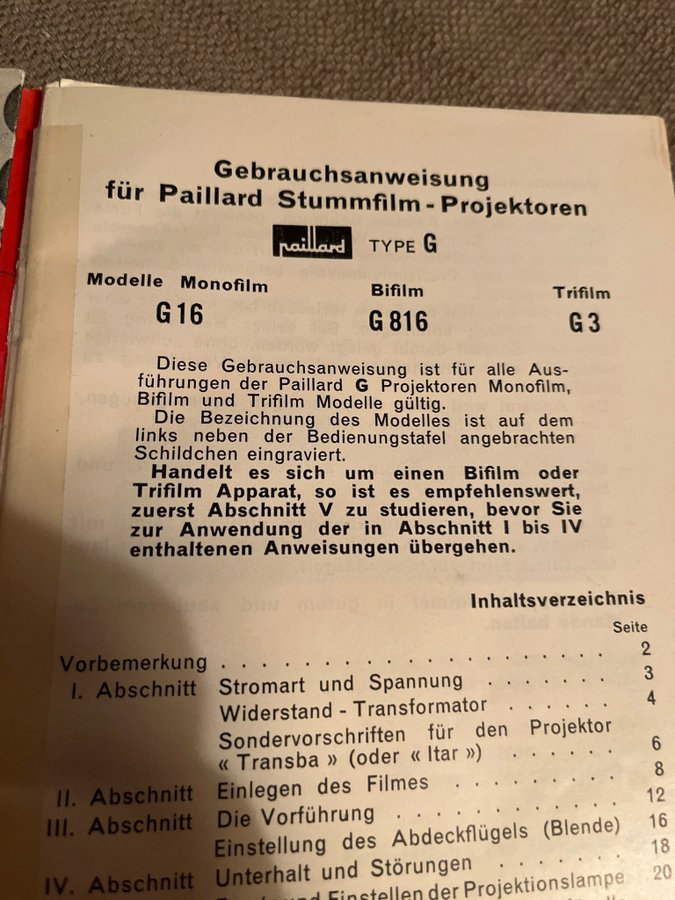 Gebrauchsanweisung
für Paillard Stummfilm - Projektoren
paillard TYPE G
Modelle Monofilm Bifilm Trifilm
G 16 G 816 G 3
Diese Gebrauchsanweisung ist für alle Aus-
führungen der Paillard G Projektoren Monofilm,
Bifilm und Trifilm Modelle gültig.
Die Bezeichnung des Modelles ist auf dem
links neben der Bedienungstafel angebrachten
Schildchen eingraviert.
Handelt es sich um einen Bifilm oder
Trifilm Apparat, so ist es empfehlenswert,
zuerst Abschnitt V zu studieren, bevor Sie
zur Anwendung der in Abschnitt I bis IV
enthaltenen Anweisungen übergehen.
Inhaltsverzeichnis
Seite
Vorbemerkung . . . . . . . . . . . . . . . . . . 2
I. Abschnitt Stromart und Spannung . . . . . . . 3
Widerstand - Transformator . . . . . . 4
Sondervorschriften für den Projektor
« Transba » (oder « Itar ») . . . . . . 6
II. Abschnitt Einlegen des Filmes . . . . . . . . 8
III. Abschnitt Die Vorführung . . . . . . . . . . . 12
Einstellung des Abdeckflügels (Blende) 16
IV. Abschnitt Unterhalt und Störungen . . . . . . . 18
und Einstellen der Projektionslampe 20